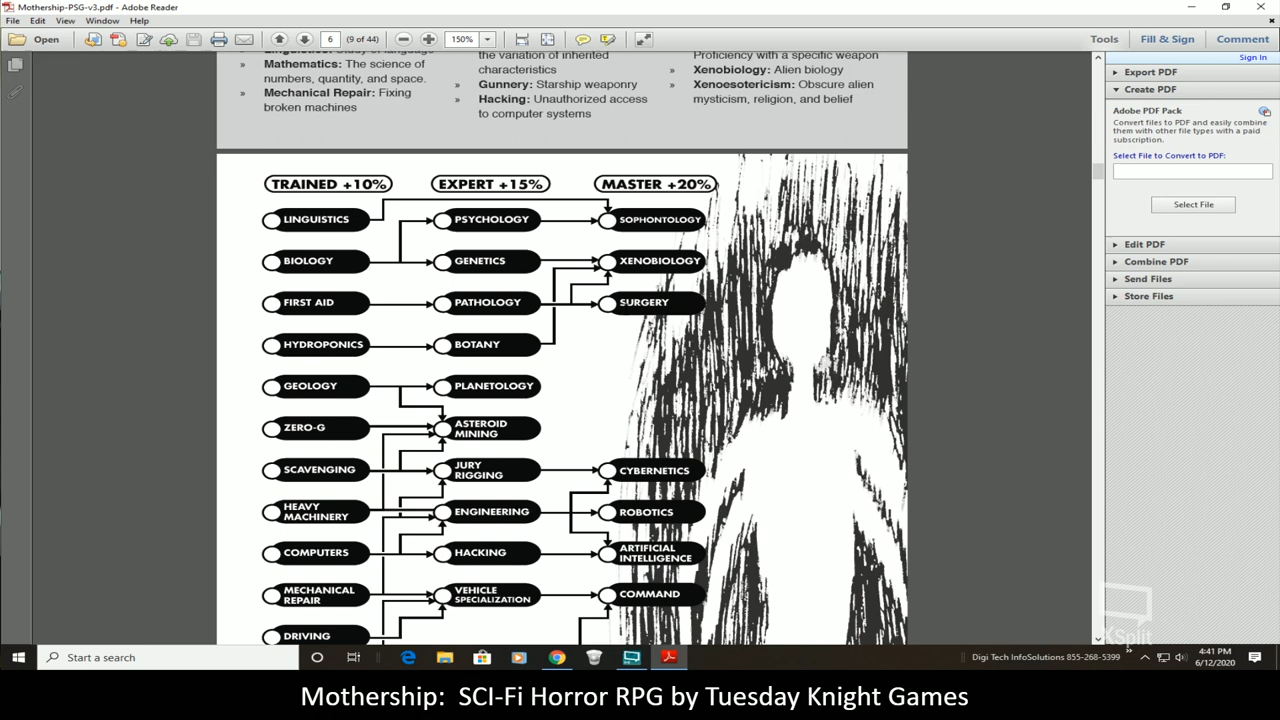 Mothership-PSG-v3.pdf - Adobe Reader
File Edit View Window Help
Open 6 (9 of 44) 150% Tools Fill & Sign Comment
Sign In
Linguistics: Study of language
» Mathematics: The science of
numbers, quantity, and space.
» Mechanical Repair: Fixing
broken machines
the variation of inherited
characteristics
» Gunnery: Starship weaponry
» Hacking: Unauthorized access
to computer systems
Proficiency with a specific weapon
» Xenobiology: Alien biology
» Xenoesotericism: Obscure alien
mysticism, religion, and belief
TRAINED +10% EXPERT +15% MASTER +20%
LINGUISTICS PSYCHOLOGY SOPHONTOLOGY
BIOLOGY GENETICS XENOBIOLOGY
FIRST AID PATHOLOGY SURGERY
HYDROPONICS BOTANY
GEOLOGY PLANETOLOGY
ZERO-G ASTEROID
MINING
SCAVENGING JURY
RIGGING CYBERNETICS
HEAVY
MACHINERY ENGINEERING ROBOTICS
COMPUTERS HACKING ARTIFICIAL
INTELLIGENCE
MECHANICAL
REPAIR VEHICLE
SPECIALIZATION COMMAND
DRIVING
Export PDF
Create PDF
Adobe PDF Pack
Convert files to PDF and easily combine
them with other file types with a paid
subscription.
Select File to Convert to PDF:
Select File
Edit PDF
Combine PDF
Send Files
Store Files
XSplit
Start a search
Digi Tech InfoSolutions 855-268-5399
4:41 PM
6/12/2020
Mothership: SCI-Fi Horror RPG by Tuesday Knight Games